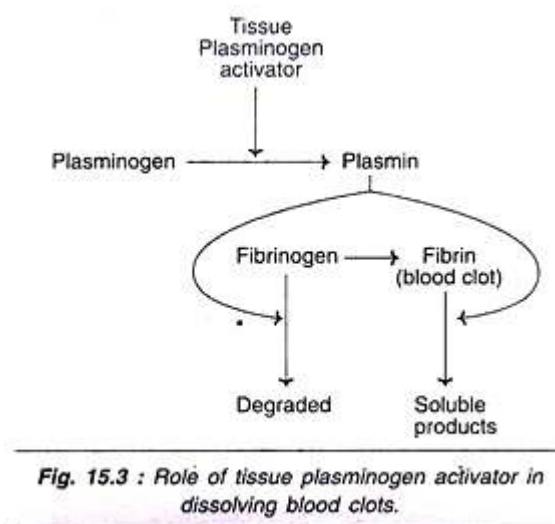 Tissue
Plasminogen
activator
Plasminogen
Plasmin
Fibrinogen
Fibrin
(blood clot)
Degraded
Soluble
products
Fig. 15.3 : Role of tissue plasminogen activator in
dissolving blood clots.